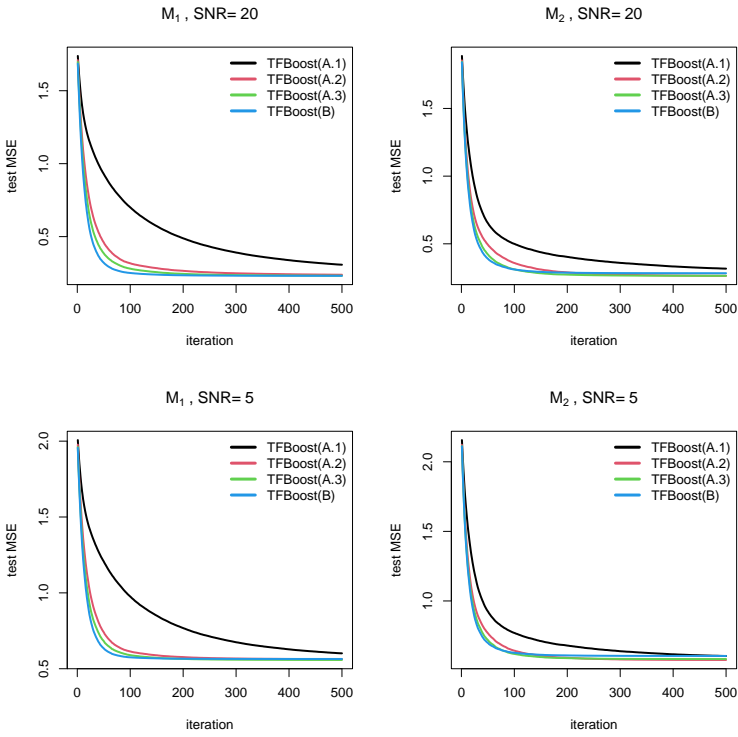 M₁ , SNR= 20
TFBoost(A.1)
TFBoost(A.2)
TFBoost(A.3)
TFBoost(B)
test MSE
0.5
1.0
1.5
0 100 200 300 400 500
iteration
M₂ , SNR= 20
TFBoost(A.1)
TFBoost(A.2)
TFBoost(A.3)
TFBoost(B)
test MSE
0.5
1.0
1.5
0 100 200 300 400 500
iteration
M₁ , SNR= 5
TFBoost(A.1)
TFBoost(A.2)
TFBoost(A.3)
TFBoost(B)
test MSE
0.5
1.0
1.5
2.0
0 100 200 300 400 500
iteration
M₂ , SNR= 5
TFBoost(A.1)
TFBoost(A.2)
TFBoost(A.3)
TFBoost(B)
test MSE
1.0
1.5
2.0
0 100 200 300 400 500
iteration